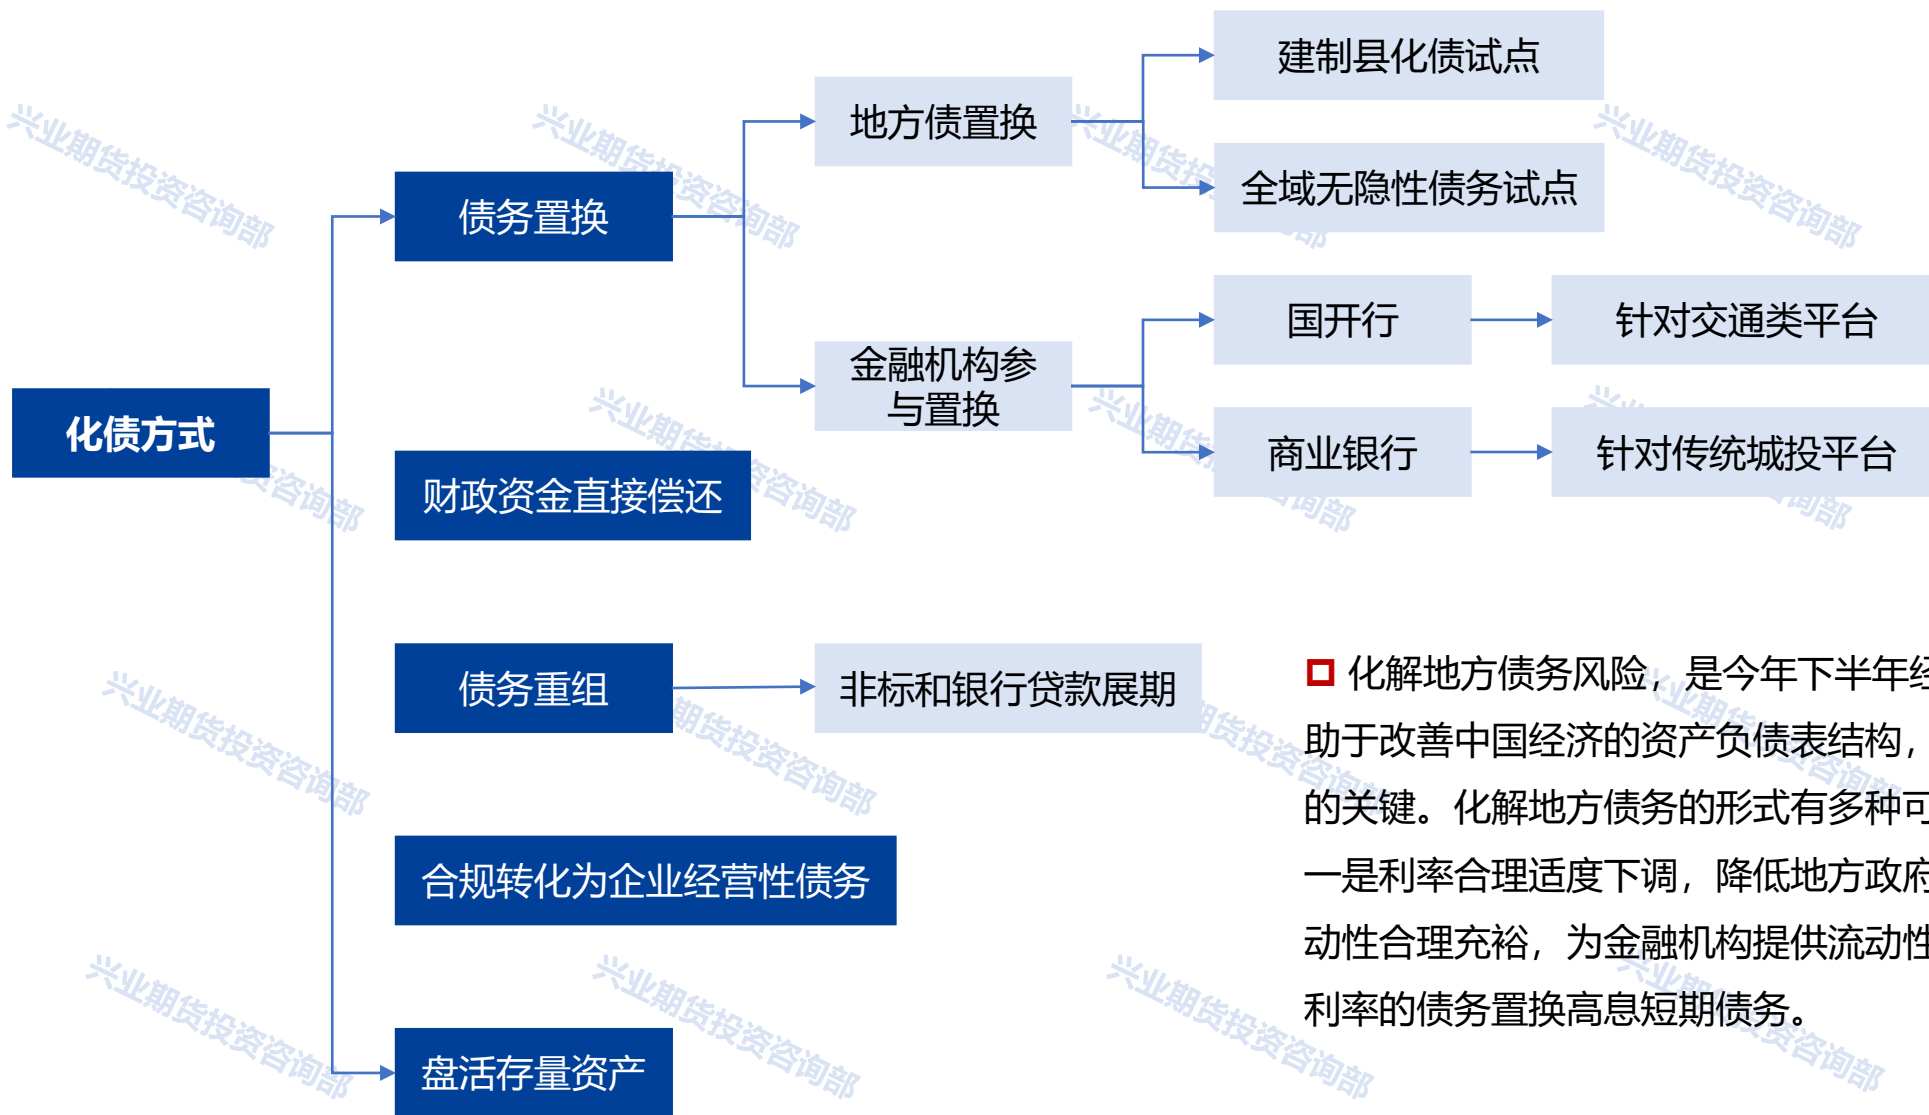 建制县化债试点
地方债置换
全域无隐性债务试点
债务置换
国开行
针对交通类平台
金融机构参
与置换
化债方式
商业银行
针对传统城投平台
财政资金直接偿还
债务重组
非标和银行贷款展期
合规转化为企业经营性债务
盘活存量资产
化解地方债务风险，是今年下半年经
助于改善中国经济的资产负债表结构，
的关键。化解地方债务的形式有多种可
一是利率合理适度下调，降低地方政府
动性合理充裕，为金融机构提供流动性
利率的债务置换高息短期债务。
兴业期货投资咨询部